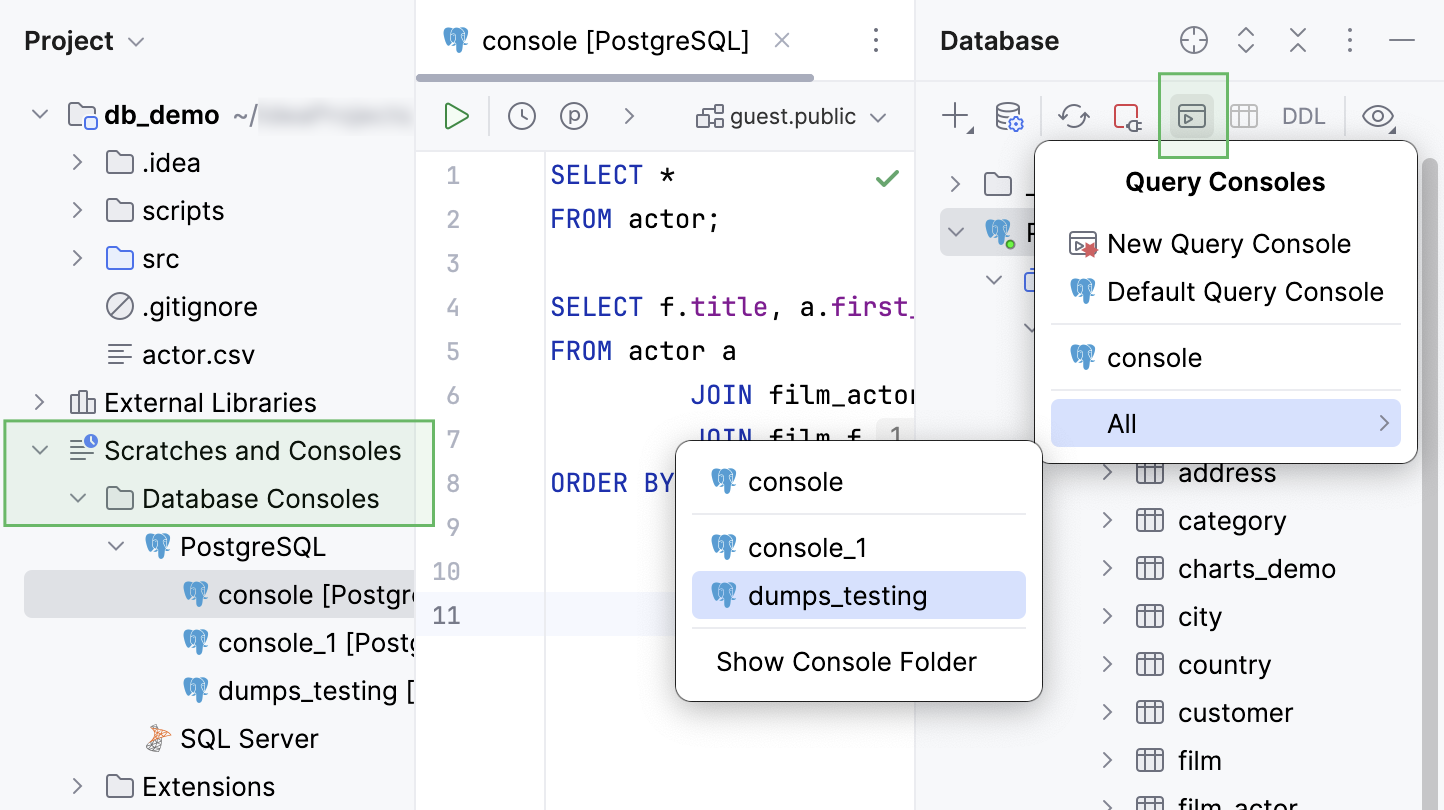 Project
db_demo ~/
.idea
scripts
src
.gitignore
actor.csv
External Libraries
Scratches and Consoles
Database Consoles
PostgreSQL
console [Postgre
console_1 [Postg
dumps_testing [
SQL Server
Extensions
console [PostgreSQL]
guest.public
1 SELECT *
2 FROM actor;
3
4 SELECT f.title, a.first_
5 FROM actor a
6 JOIN film_actor
7 JOIN film f 1
8 ORDER BY
9
10
11
Database
DDL
Query Consoles
New Query Console
Default Query Console
console
All
console
console_1
dumps_testing
Show Console Folder
address
category
charts_demo
city
country
customer
film
film_actor